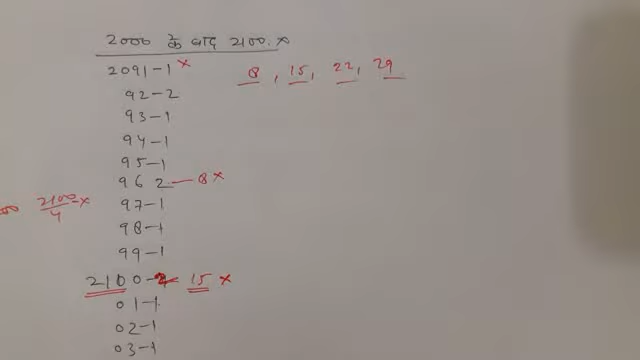 2000 के बाद 2100. x
2091-1 x
8, 15, 22, 29
92-2
93-1
94-1
95-1
96 2 — 8 x
2100/4 = x
97-1
98-1
99-1
2100- 15 x
01-1
02-1
03-1